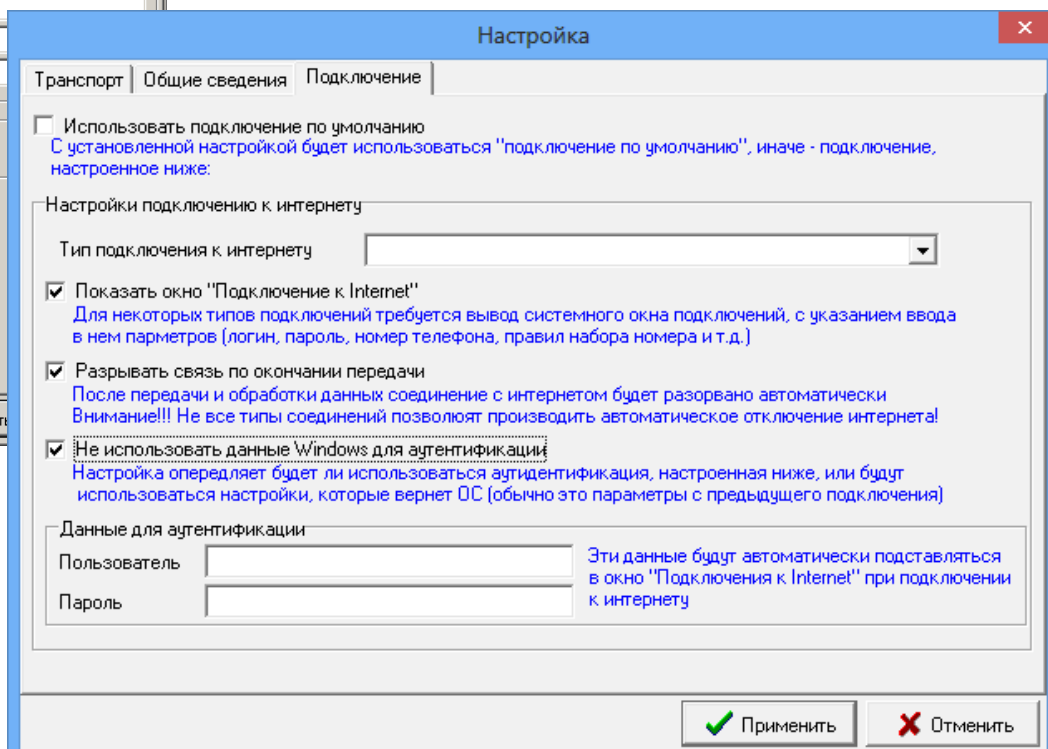 Настройка
Транспорт
Общие сведения
Подключение
Использовать подключение по умолчанию
С установленной настройкой будет использоваться "подключение по умолчанию", иначе - подключение,
настроенное ниже:
Настройки подключению к интернету
Тип подключения к интернету
Показать окно "Подключение к Internet"
Для некоторых типов подключений требуется вывод системного окна подключений, с указанием ввода
в нем парметров (логин, пароль, номер телефона, правил набора номера и т.д.)
Разрывать связь по окончании передачи
После передачи и обработки данных соединение с интернетом будет разорвано автоматически
Внимание!!! Не все типы соединений позволюят производить автоматическое отключение интернета!
Не использовать данные Windows для аутентификации
Настройка опередляет будет ли использоваться аутидентификация, настроенная ниже, или будут
использоваться настройки, которые вернет ОС (обычно это параметры с предыдущего подключения)
Данные для аутентификации
Пользователь
Пароль
Эти данные будут автоматически подставляться
в окно "Подключения к Internet" при подключении
к интернету
Применить
Отменить